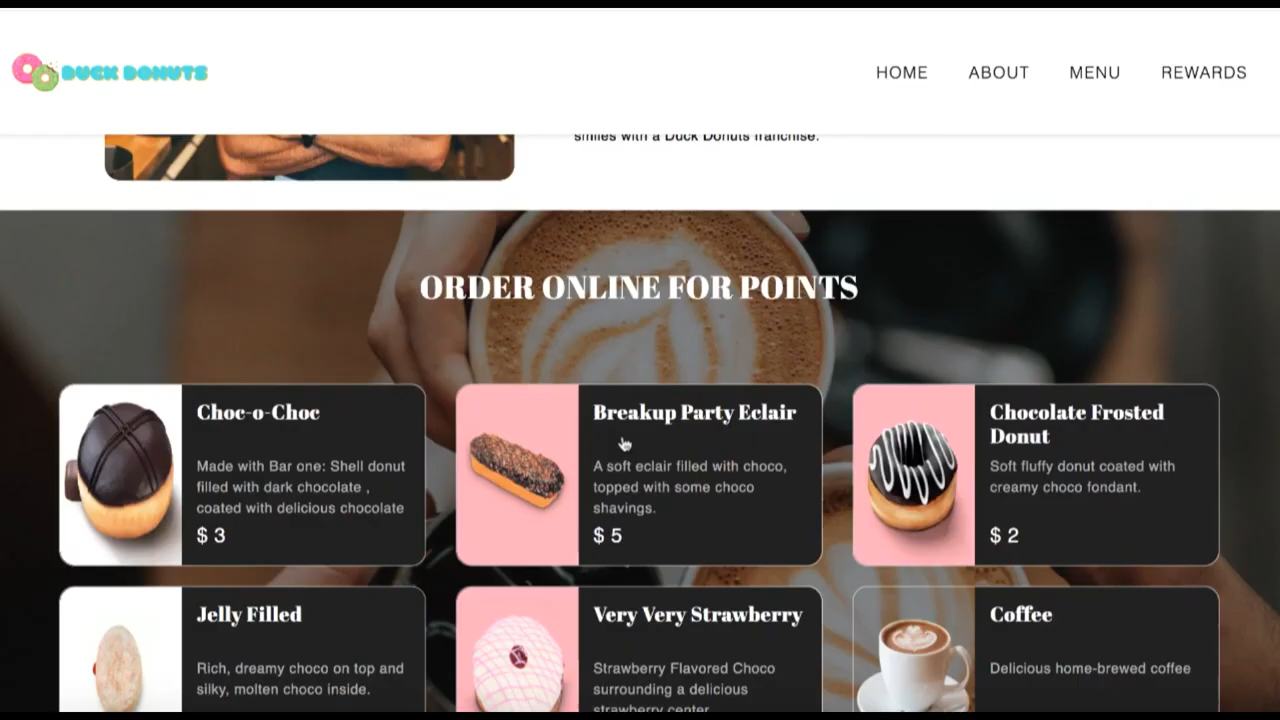 DUCK DONUTS
HOME
ABOUT
MENU
REWARDS
smiles with a Duck Donuts franchise.
ORDER ONLINE FOR POINTS
Choc-o-Choc
Made with Bar one: Shell donut
filled with dark chocolate ,
coated with delicious chocolate
$ 3
Breakup Party Eclair
A soft eclair filled with choco,
topped with some choco
shavings.
$ 5
Chocolate Frosted
Donut
Soft fluffy donut coated with
creamy choco fondant.
$ 2
Jelly Filled
Rich, dreamy choco on top and
silky, molten choco inside.
Very Very Strawberry
Strawberry Flavored Choco
surrounding a delicious
strawberry center
Coffee
Delicious home-brewed coffee